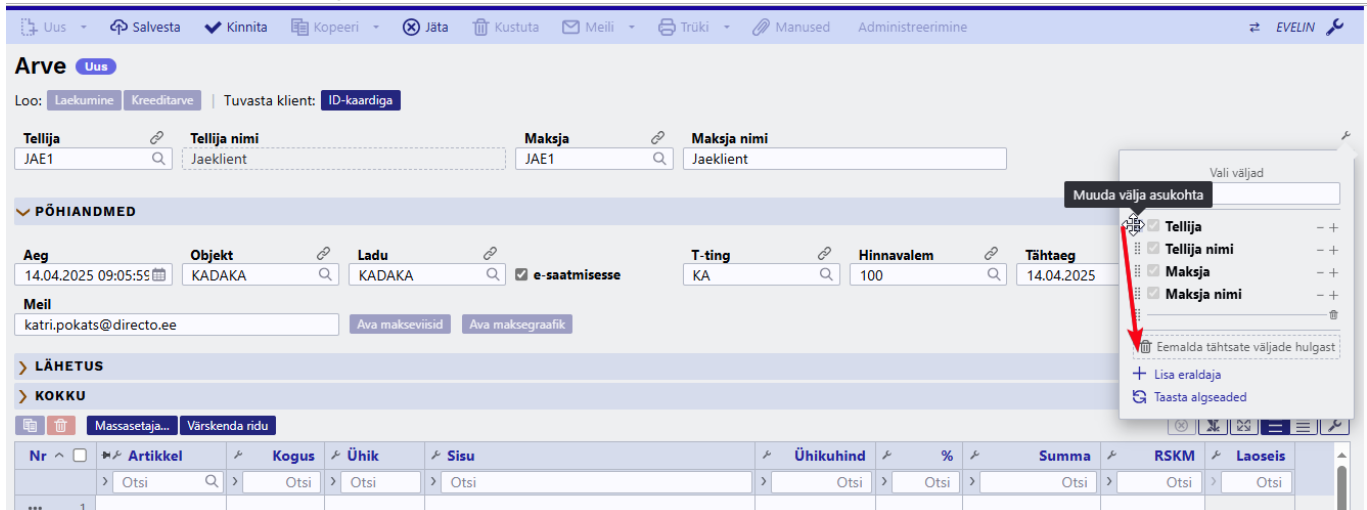 Uus Salvesta Kinnita Kopeeri Jäta Kustuta Meili Trüki Manused Administreerimine EVELIN
Arve Uus
Loo: Laekumine Kreeditarve | Tuvasta klient: ID-kaardiga
Tellija Tellija nimi Maksja Maksja nimi
JAE1 Jaeklient JAE1 Jaeklient
Vali väljad
Muuda välja asukohta
PÕHIANDMED
Tellija
Tellija nimi
Maksja
Maksja nimi
Eemalda tähtsate väljade hulgast
Lisa eraldaja
Taasta algseaded
Aeg Objekt Ladu T-ting Hinnavalem Tähtaeg
14.04.2025 09:05:59 KADAKA KADAKA e-saatmisesse KA 100 14.04.2025
Meil
katri.pokats@directo.ee Ava makseviisid Ava maksegraafik
LÄHETUS
KOKKU
Massasetaja... Värskenda ridu
Nr Artikkel Kogus Ühik Sisu Ühikuhind % Summa RSKM Laoseis
Otsi Otsi Otsi Otsi Otsi Otsi Otsi Otsi Otsi
1